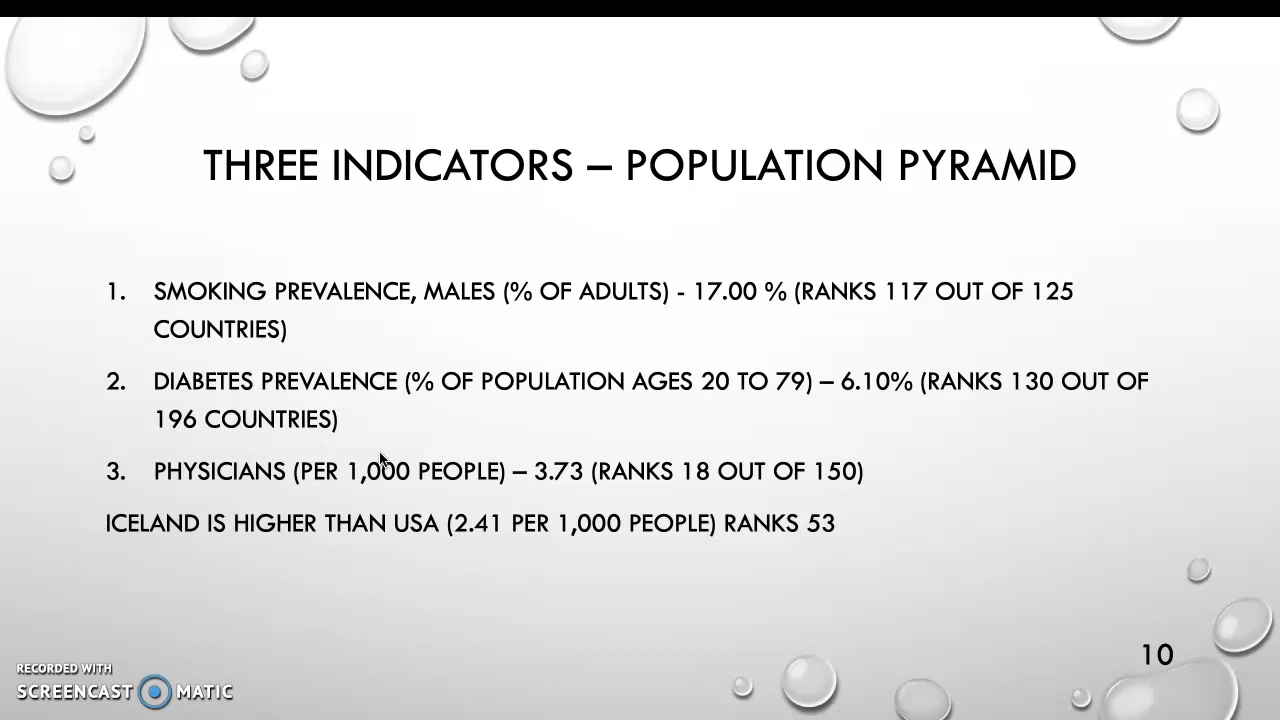 THREE INDICATORS – POPULATION PYRAMID
1. SMOKING PREVALENCE, MALES (% OF ADULTS) - 17.00 % (RANKS 117 OUT OF 125
COUNTRIES)
2. DIABETES PREVALENCE (% OF POPULATION AGES 20 TO 79) – 6.10% (RANKS 130 OUT OF
196 COUNTRIES)
3. PHYSICIANS (PER 1,000 PEOPLE) – 3.73 (RANKS 18 OUT OF 150)
ICELAND IS HIGHER THAN USA (2.41 PER 1,000 PEOPLE) RANKS 53
10
RECORDED WITH
SCREENCAST MATIC